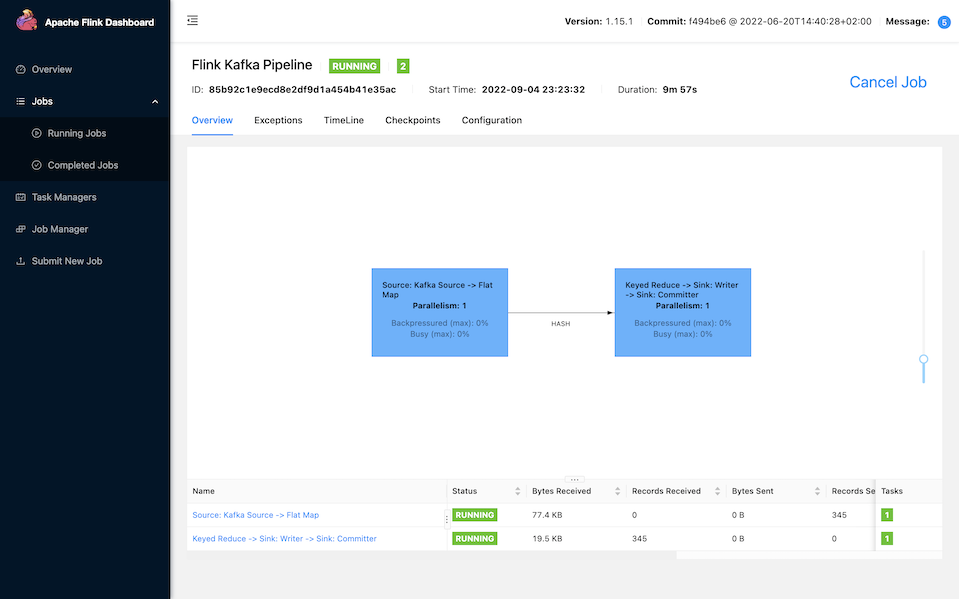 Apache Flink Dashboard
Version: 1.15.1 Commit: f494be6 @ 2022-06-20T14:40:28+02:00 Message: 5
Overview
Jobs
Running Jobs
Completed Jobs
Task Managers
Job Manager
Submit New Job
Flink Kafka Pipeline RUNNING 2
ID: 85b92c1e9ecd8e2df9d1a454b41e35ac Start Time: 2022-09-04 23:23:32 Duration: 9m 57s
Cancel Job
Overview Exceptions TimeLine Checkpoints Configuration
Source: Kafka Source -> Flat
Map
Parallelism: 1
Backpressured (max): 0%
Busy (max): 0%
HASH
Keyed Reduce -> Sink: Writer
-> Sink: Committer
Parallelism: 1
Backpressured (max): 0%
Busy (max): 0%
Name Status Bytes Received Records Received Bytes Sent Records Se Tasks
Source: Kafka Source -> Flat Map RUNNING 77.4 KB 0 0 B 345 1
Keyed Reduce -> Sink: Writer -> Sink: Committer RUNNING 19.5 KB 345 0 B 0 1